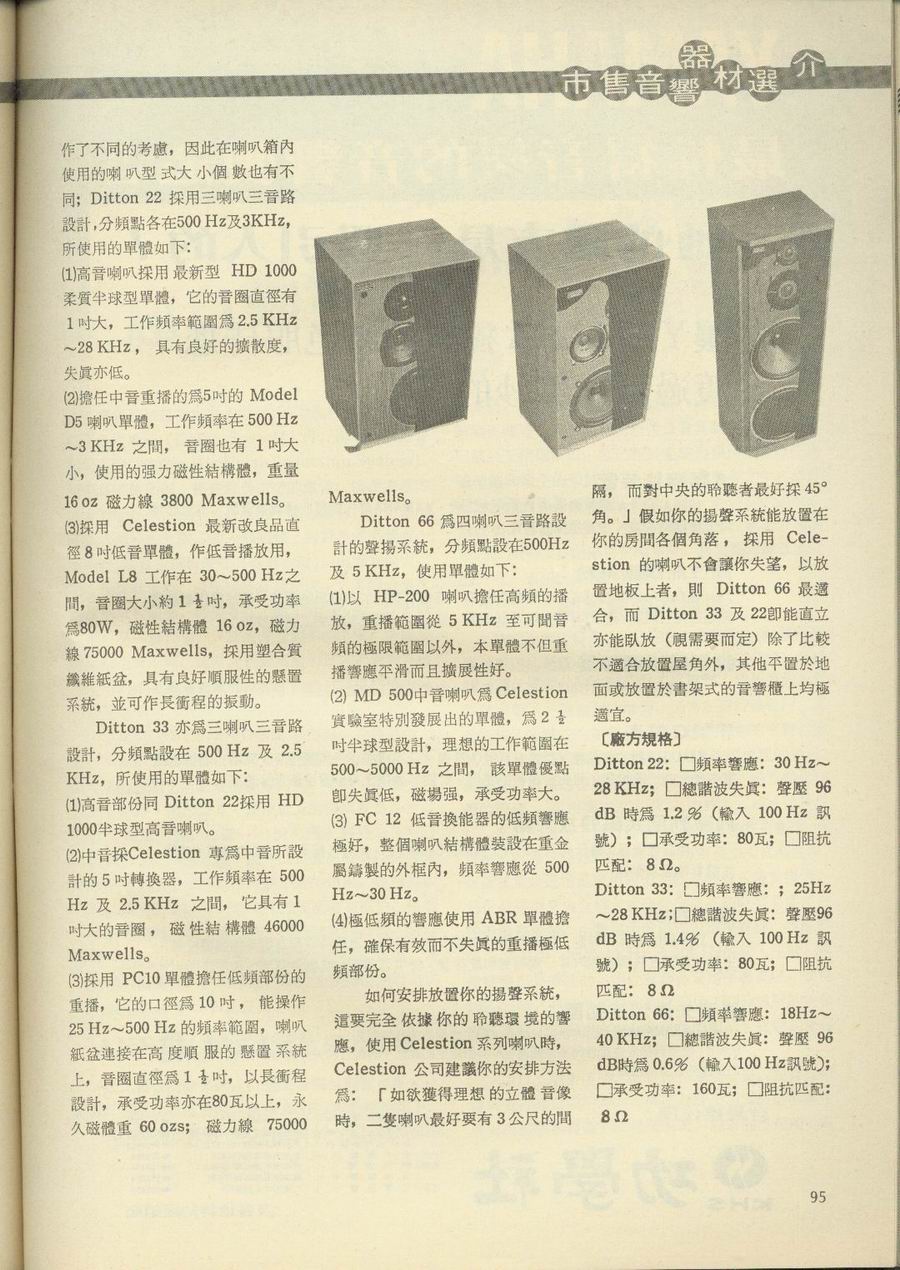 市售音響器材選介
作了不同的考慮，因此在喇叭箱內
使用的喇 叭型 式大 小個 數也有不
同；Ditton 22 採用三喇叭三音路
設計，分頻點各在500 Hz及3KHz，
所使用的單體如下：
⑴高音喇叭採用 最新型 HD 1000
柔質半球型單體，它的音圈直徑有
1吋大，工作頻率範圍爲 2.5 KHz
～28 KHz， 具有良好的擴散度，
失眞亦低。
⑵擔任中音重播的爲5吋的 Model
D5 喇叭單體，工作頻率在 500 Hz
～3 KHz 之間， 音圈也有 1 吋大
小，使用的强力磁性結構體，重量
16 oz 磁力線 3800 Maxwells。
⑶採用 Celestion 最新改良品直
徑 8 吋低音單體，作低音播放用，
Model L8 工作在 30～500 Hz之
間，音圈大小約 1 ½ 吋，承受功率
爲80W，磁性結構體 16 oz，磁力
線 75000 Maxwells，採用塑合質
纖維紙盆，具有良好順服性的懸置
系統，並可作長衝程的振動。
Ditton 33 亦爲三喇叭三音路
設計，分頻點設在 500 Hz 及 2.5
KHz，所使用的單體如下：
⑴高音部份同 Ditton 22採用 HD
1000半球型高音喇叭。
⑵中音採Celestion 專爲中音所設
計的 5 吋轉換器，工作頻率在 500
Hz 及 2.5 KHz 之間， 它具有 1
吋大的音圈， 磁 性結 構體 46000
Maxwells。
⑶採用 PC10 單體擔任低頻部份的
重播，它的口徑爲 10 吋， 能操作
25 Hz～500 Hz 的頻率範圍，喇叭
紙盆連接在高 度順 服的 懸置 系統
上，音圈直徑爲 1 ½ 吋，以長衝程
設計，承受功率亦在80瓦以上，永
久磁體重 60 ozs； 磁力線 75000
Maxwells。
Ditton 66 爲四喇叭三音路設
計的聲揚系統，分頻點設在500Hz
及 5 KHz，使用單體如下：
⑴以 HP-200 喇叭擔任高頻的播
放，重播範圍從 5 KHz 至可聞音
頻的極限範圍以外，本單體不但重
播響應平滑而且擴展性好。
⑵ MD 500中音喇叭爲 Celestion
實驗室特別發展出的單體，爲 2 ½
吋半球型設計，理想的工作範圍在
500～5000 Hz 之間， 該單體優點
卽失眞低，磁場强，承受功率大。
⑶ FC 12 低音換能器的低頻響應
極好，整個喇叭結構體裝設在重金
屬鑄製的外框內，頻率響應從 500
Hz～30 Hz。
⑷極低頻的響應使用 ABR 單體擔
任，確保有效而不失眞的重播極低
頻部份。
如何安排放置你的揚聲系統，
這要完全 依據 你的 聆聽環 境的響
應，使用 Celestion 系列喇叭時，
Celestion 公司建議你的安排方法
爲：「如欲獲得理想 的立體 音像
時，二隻喇叭最好要有 3 公尺的間
隔， 而對中央的聆聽者最好採 45°
角。」假如你的揚聲系統能放置在
你的房間各個角落， 採用 Cele-
stion 的喇叭不會讓你失望，以放
置地板上者，則 Ditton 66 最適
合，而 Ditton 33 及 22卽能直立
亦能臥放（視需要而定）除了比較
不適合放置屋角外，其他平置於地
面或放置於書架式的音響櫃上均極
適宜。
〔廠方規格〕
Ditton 22：□頻率響應：30 Hz～
28 KHz；□總諧波失眞：聲壓 96
dB 時爲 1.2 %（輸入 100 Hz 訊
號）；□承受功率：80瓦；□阻抗
匹配： 8 Ω。
Ditton 33：□頻率響應：；25Hz
～28 KHz；□總諧波失眞：聲壓96
dB 時爲 1.4%（輸入 100 Hz 訊
號）；□承受功率：80瓦；□阻抗
匹配： 8 Ω
Ditton 66：□頻率響應：18Hz～
40 KHz；□總諧波失眞：聲壓 96
dB時爲 0.6%（輸入100 Hz訊號）；
□承受功率：160瓦；□阻抗匹配：
8 Ω
95